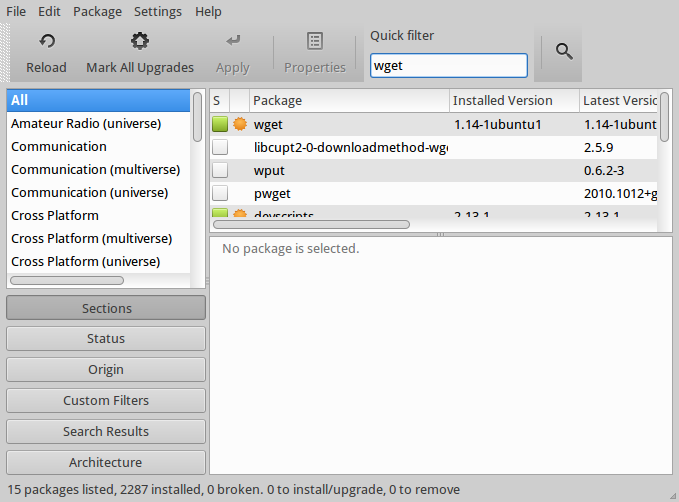 File Edit Package Settings Help
Quick filter
Reload Mark All Upgrades Apply Properties
wget
All
Amateur Radio (universe)
Communication
Communication (multiverse)
Communication (universe)
Cross Platform
Cross Platform (multiverse)
Cross Platform (universe)
Sections
Status
Origin
Custom Filters
Search Results
Architecture
S Package Installed Version Latest Versic
wget 1.14-1ubuntu1 1.14-1ubunt
libcupt2-0-downloadmethod-wge 2.5.9
wput 0.6.2-3
pwget 2010.1012+g
devscripts 2.13.1 2.13.1
No package is selected.
15 packages listed, 2287 installed, 0 broken. 0 to install/upgrade, 0 to remove